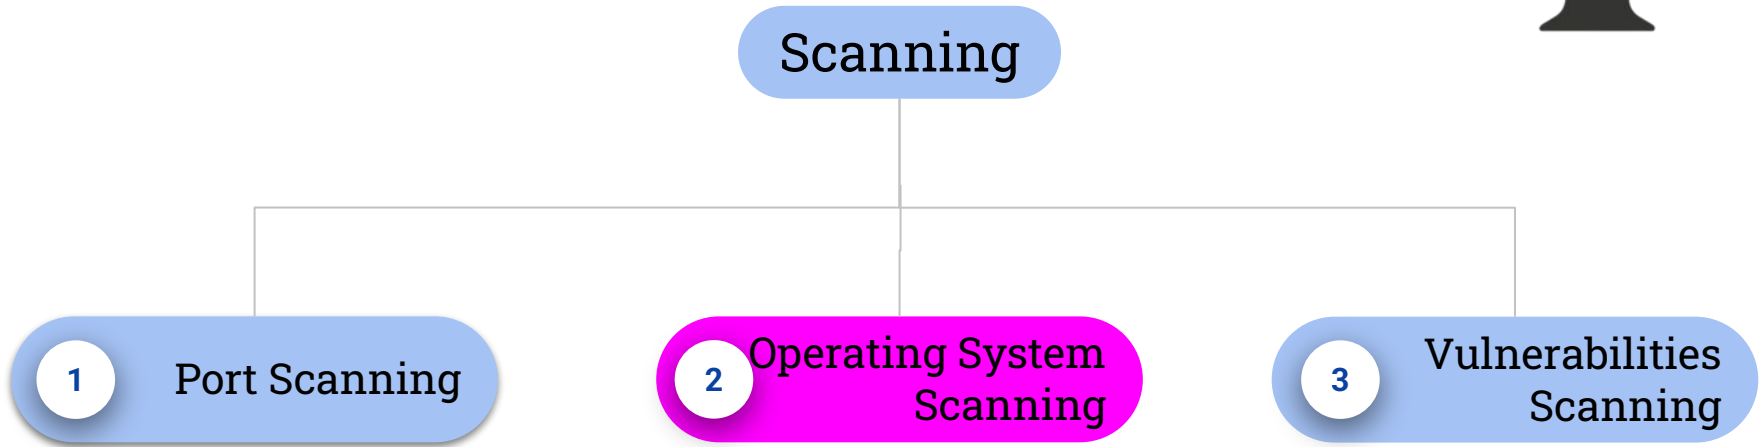 Scanning
1
Port Scanning
2
Operating System
Scanning
3
Vulnerabilities
Scanning